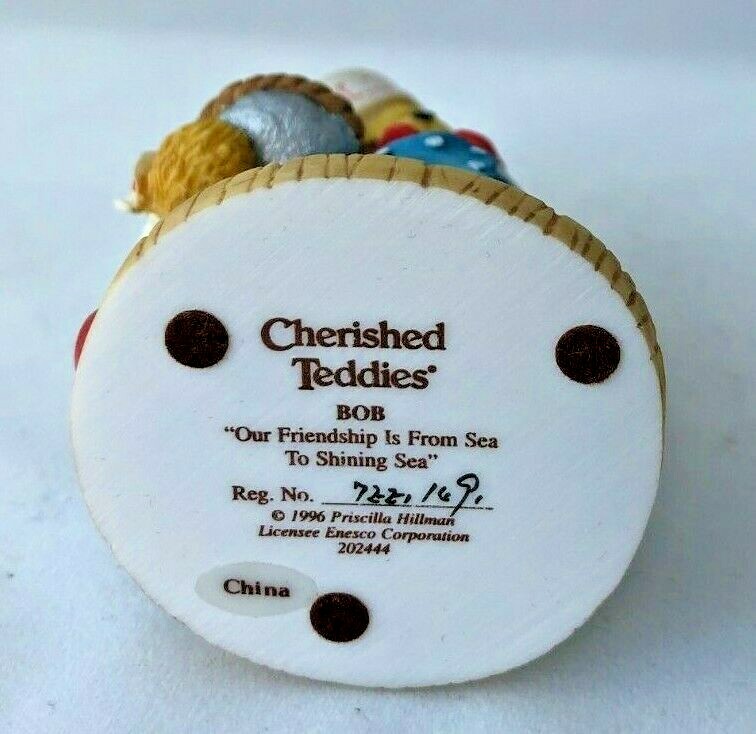 Cherished
Teddies®
BOB
“Our Friendship Is From Sea
To Shining Sea”
Reg. No. 722,169.
© 1996 Priscilla Hillman
Licensee Enesco Corporation
202444
China